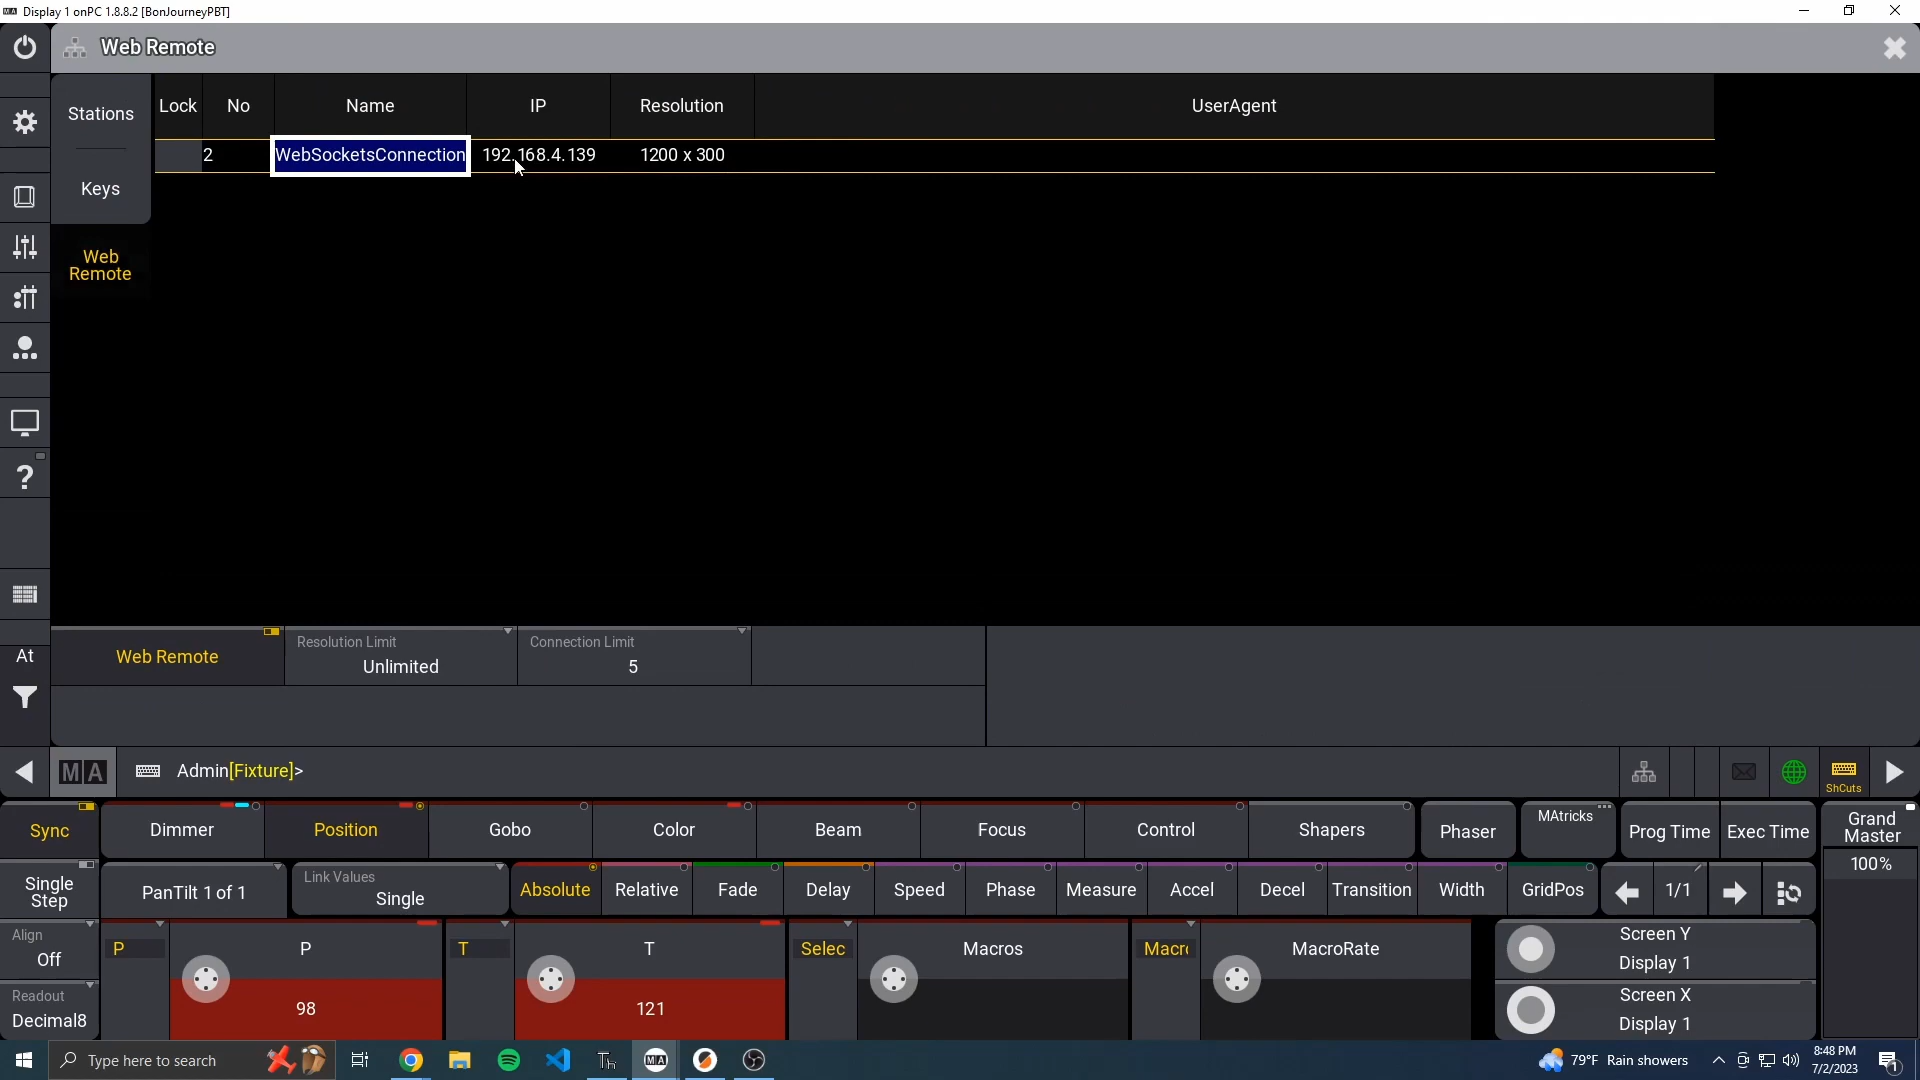 Display 1 onPC 1.8.8.2 [BonJourneyPBT]
Web Remote
Stations
Keys
Web
Remote
Lock No Name IP Resolution UserAgent
2 WebSocketsConnection 192.168.4.139 1200 x 300
?
At
Web Remote
Resolution Limit
Unlimited
Connection Limit
5
MA
Admin[Fixture]>
ShCuts
Sync
Dimmer
Position
Gobo
Color
Beam
Focus
Control
Shapers
Phaser
MAtricks
Prog Time
Exec Time
Grand
Master
100%
Single
Step
PanTilt 1 of 1
Link Values
Single
Absolute
Relative
Fade
Delay
Speed
Phase
Measure
Accel
Decel
Transition
Width
GridPos
1/1
Align
Off
Readout
Decimal8
P
P
98
T
T
121
Selec
Macros
Macr
MacroRate
Screen Y
Display 1
Screen X
Display 1
Type here to search
MA
79°F Rain showers
8:48 PM
7/2/2023
1